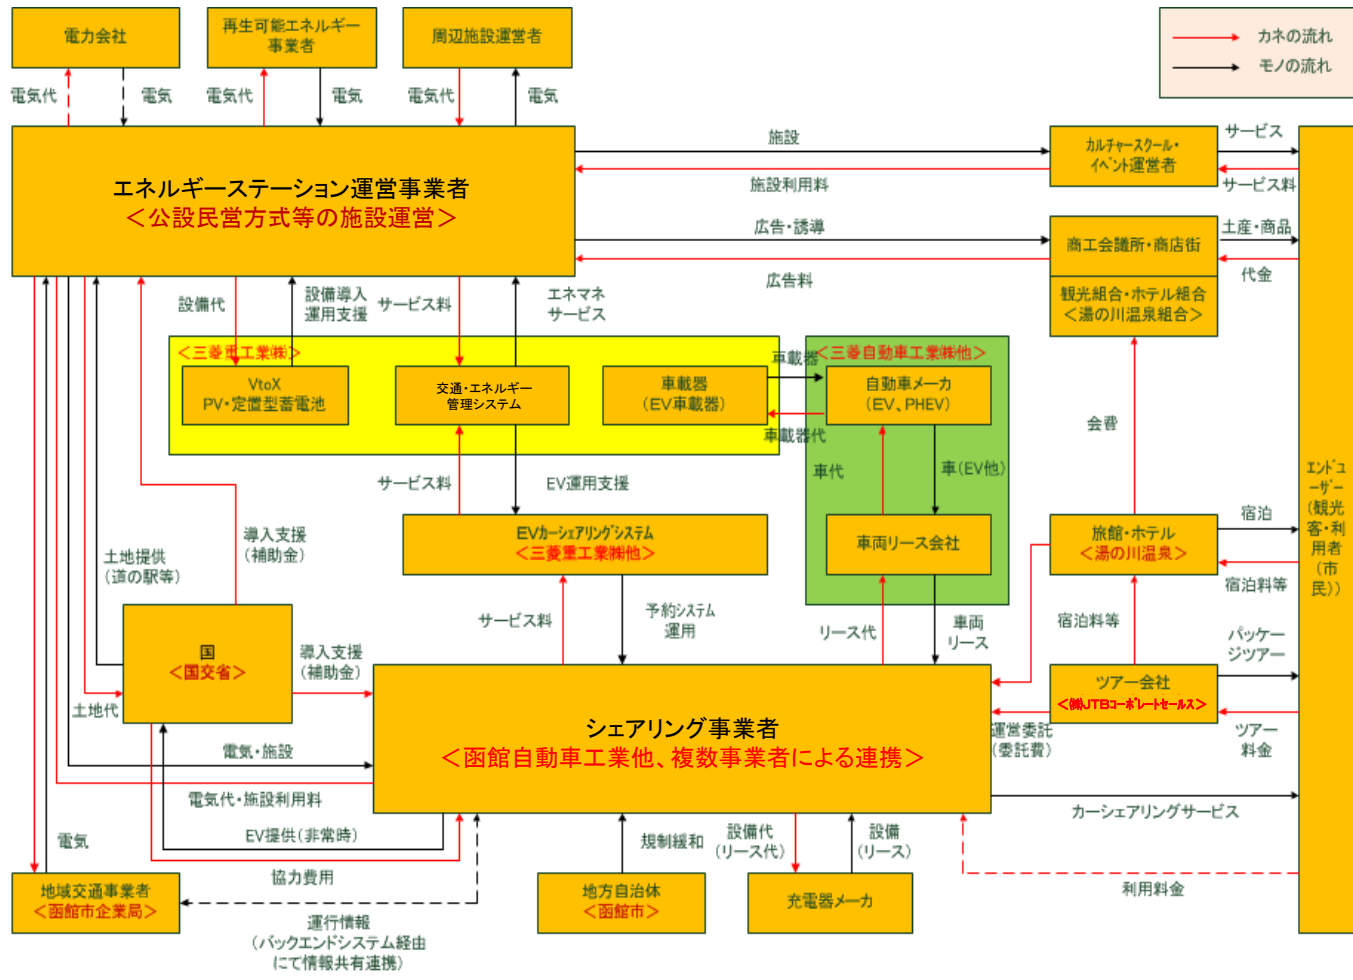 電力会社
再生可能エネルギー
事業者
周辺施設運営者
カネの流れ
モノの流れ
電気代
電気
電気代
電気
電気代
電気
エネルギーステーション運営事業者
＜公設民営方式等の施設運営＞
施設
施設利用料
カルチャースクール・
イベント運営者
サービス
サービス料
広告・誘導
広告料
商工会議所・商店街
土産・商品
代金
観光組合・ホテル組合
＜湯の川温泉組合＞
設備代
設備導入
運用支援
サービス料
エネマネ
サービス
＜三菱重工業㈱＞
VtoX
PV・定置型蓄電池
交通・エネルギー
管理システム
車載器
（EV車載器）
車載器
車載器代
＜三菱自動車工業㈱他＞
自動車メーカ
（EV、PHEV）
会費
エンドユ
ーザー
（観光
客・利
用者
（市
民））
サービス料
EV運用支援
車代
車（EV他）
土地提供
（道の駅等）
導入支援
（補助金）
EVカーシェアリングシステム
＜三菱重工業㈱他＞
車両リース会社
旅館・ホテル
＜湯の川温泉＞
宿泊
宿泊料等
サービス料
予約システム
運用
リース代
車両
リース
宿泊料等
パッケー
ジツアー
国
＜国交省＞
導入支援
（補助金）
土地代
シェアリング事業者
＜函館自動車工業他、複数事業者による連携＞
ツアー会社
＜㈱JTBコーポレートセールス＞
運営委託
（委託費）
ツアー
料金
電気・施設
電気代・施設利用料
カーシェアリングサービス
電気
EV提供（非常時）
協力費用
規制緩和
設備代
（リース代）
設備
（リース）
利用料金
地域交通事業者
＜函館市企業局＞
運行情報
（バックエンドシステム経由
にて情報共有連携）
地方自治体
＜函館市＞
充電器メーカ